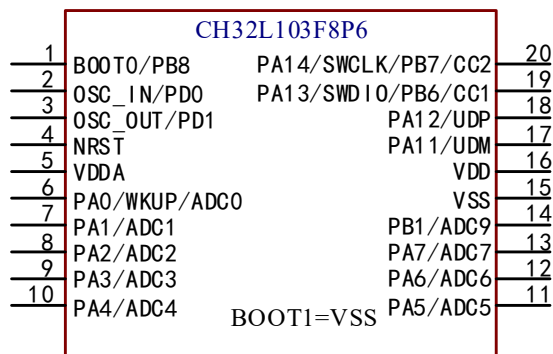 CH32L103F8P6
1 BOOT0/PB8 PA14/SWCLK/PB7/CC2 20
2 OSC_IN/PD0 PA13/SWDIO/PB6/CC1 19
3 OSC_OUT/PD1 PA12/UDP 18
4 NRST PA11/UDM 17
5 VDDA VDD 16
6 PA0/WKUP/ADC0 VSS 15
7 PA1/ADC1 PB1/ADC9 14
8 PA2/ADC2 PA7/ADC7 13
9 PA3/ADC3 PA6/ADC6 12
10 PA4/ADC4 PA5/ADC5 11
BOOT1=VSS